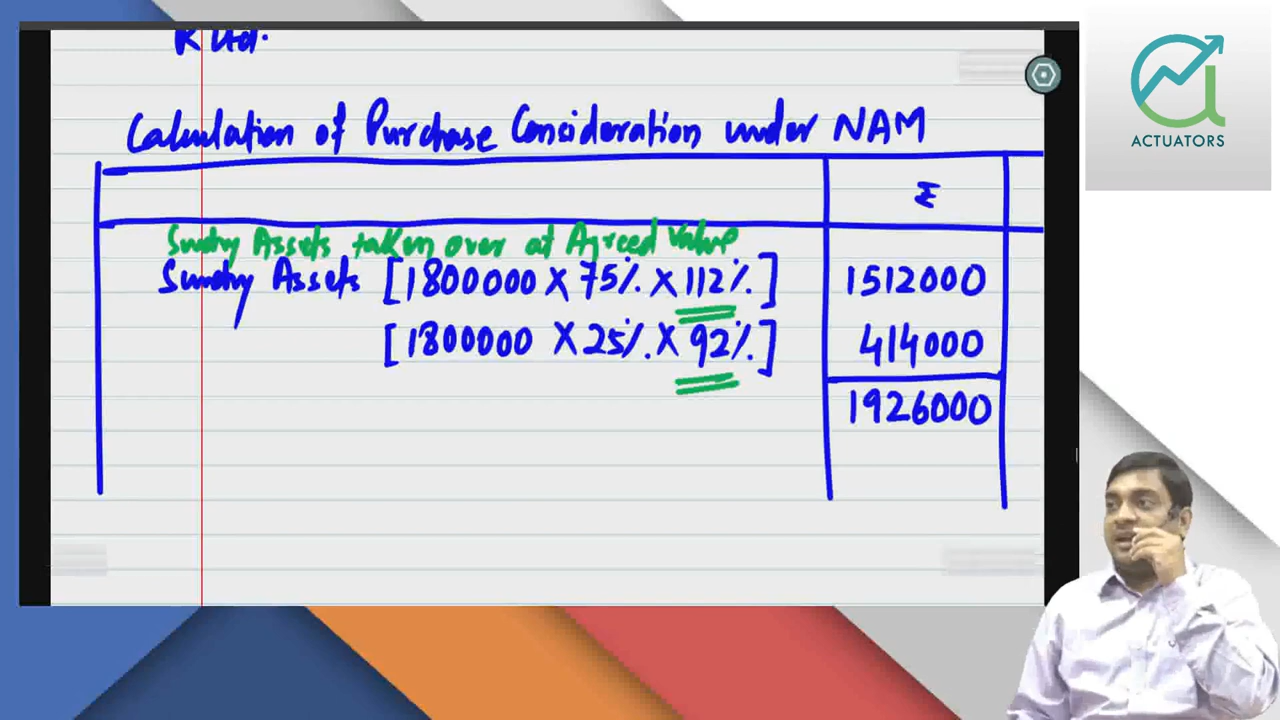 K Ltd.
Calculation of Purchase Consideration under NAM
₹
Sundry Assets taken over at Agreed Value
Sundry Assets [1800000 X 75% X 112%] 1512000
[1800000 X 25% X 92%] 414000
1926000
ACTUATORS